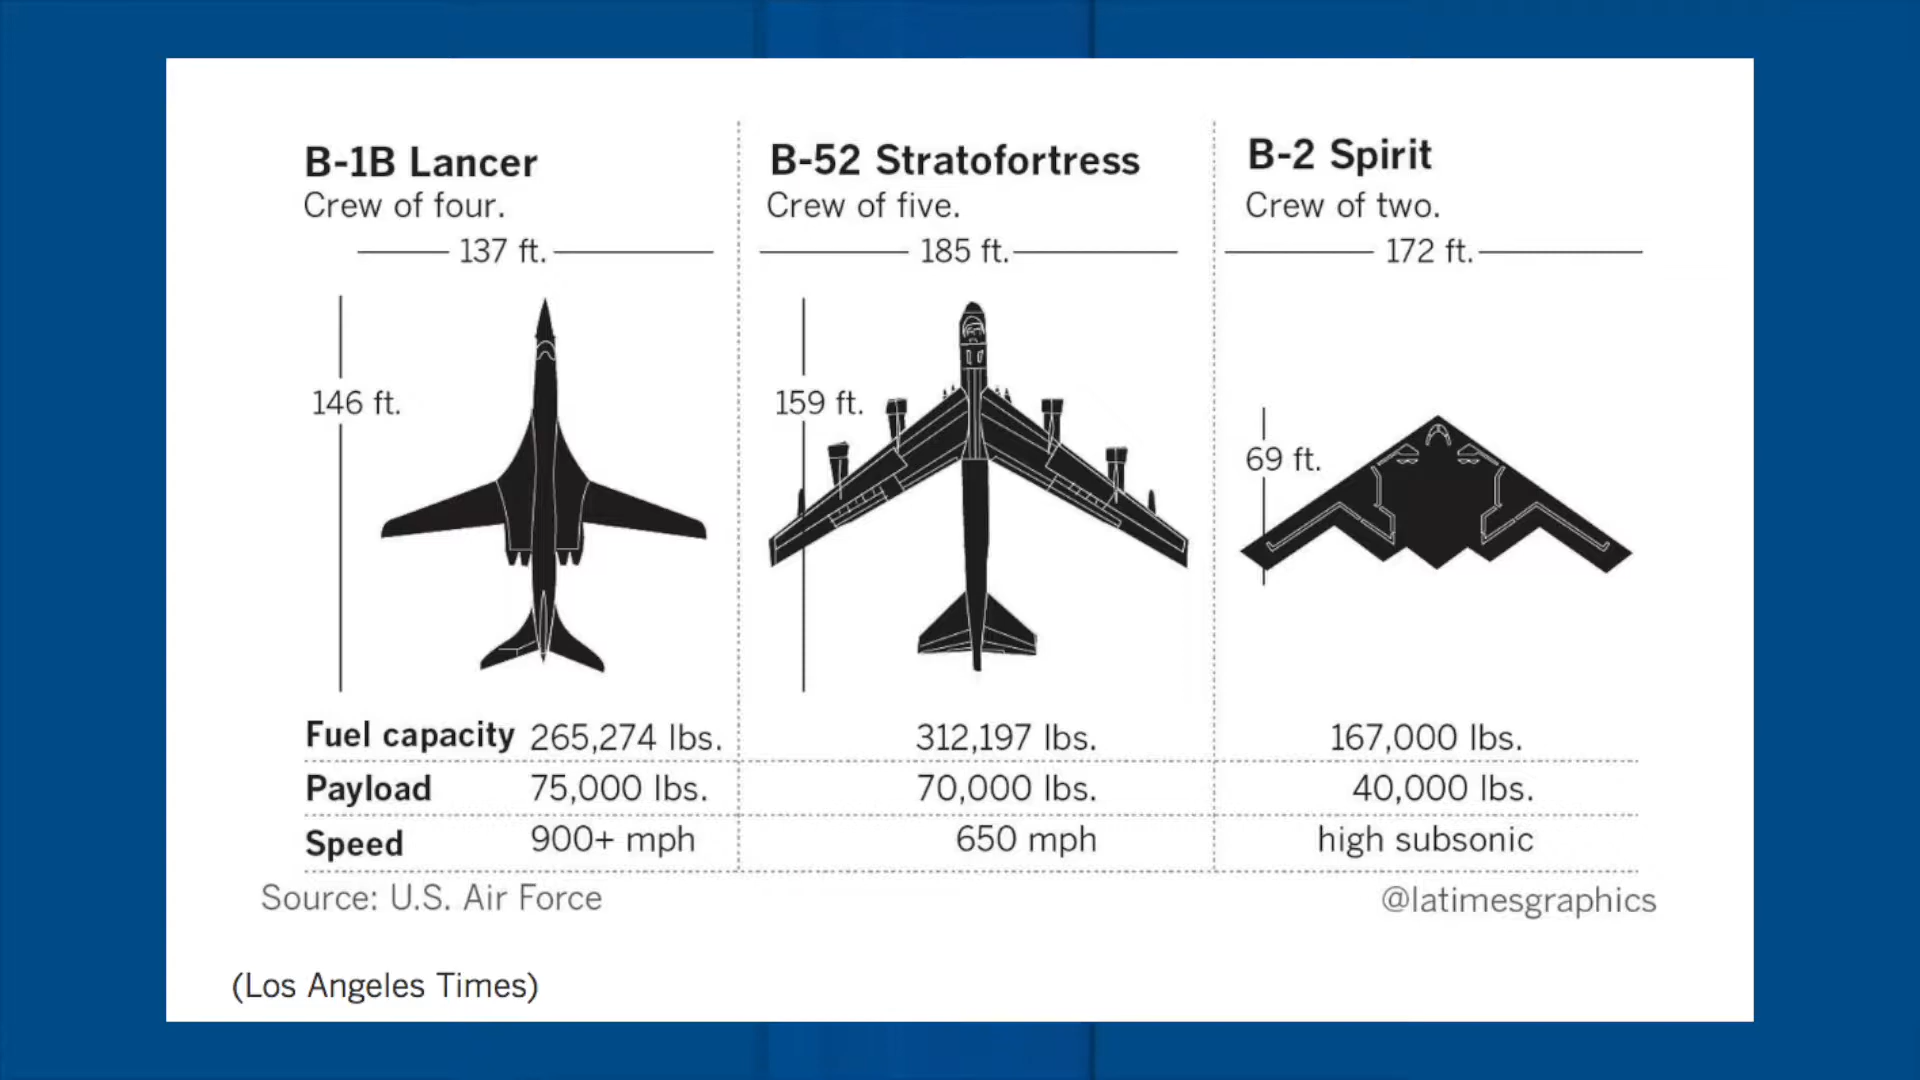 B-1B Lancer
Crew of four.
137 ft.
146 ft.
B-52 Stratofortress
Crew of five.
185 ft.
159 ft.
B-2 Spirit
Crew of two.
172 ft.
69 ft.
Fuel capacity 265,274 lbs. 312,197 lbs. 167,000 lbs.
Payload 75,000 lbs. 70,000 lbs. 40,000 lbs.
Speed 900+ mph 650 mph high subsonic
Source: U.S. Air Force @latimesgraphics
(Los Angeles Times)